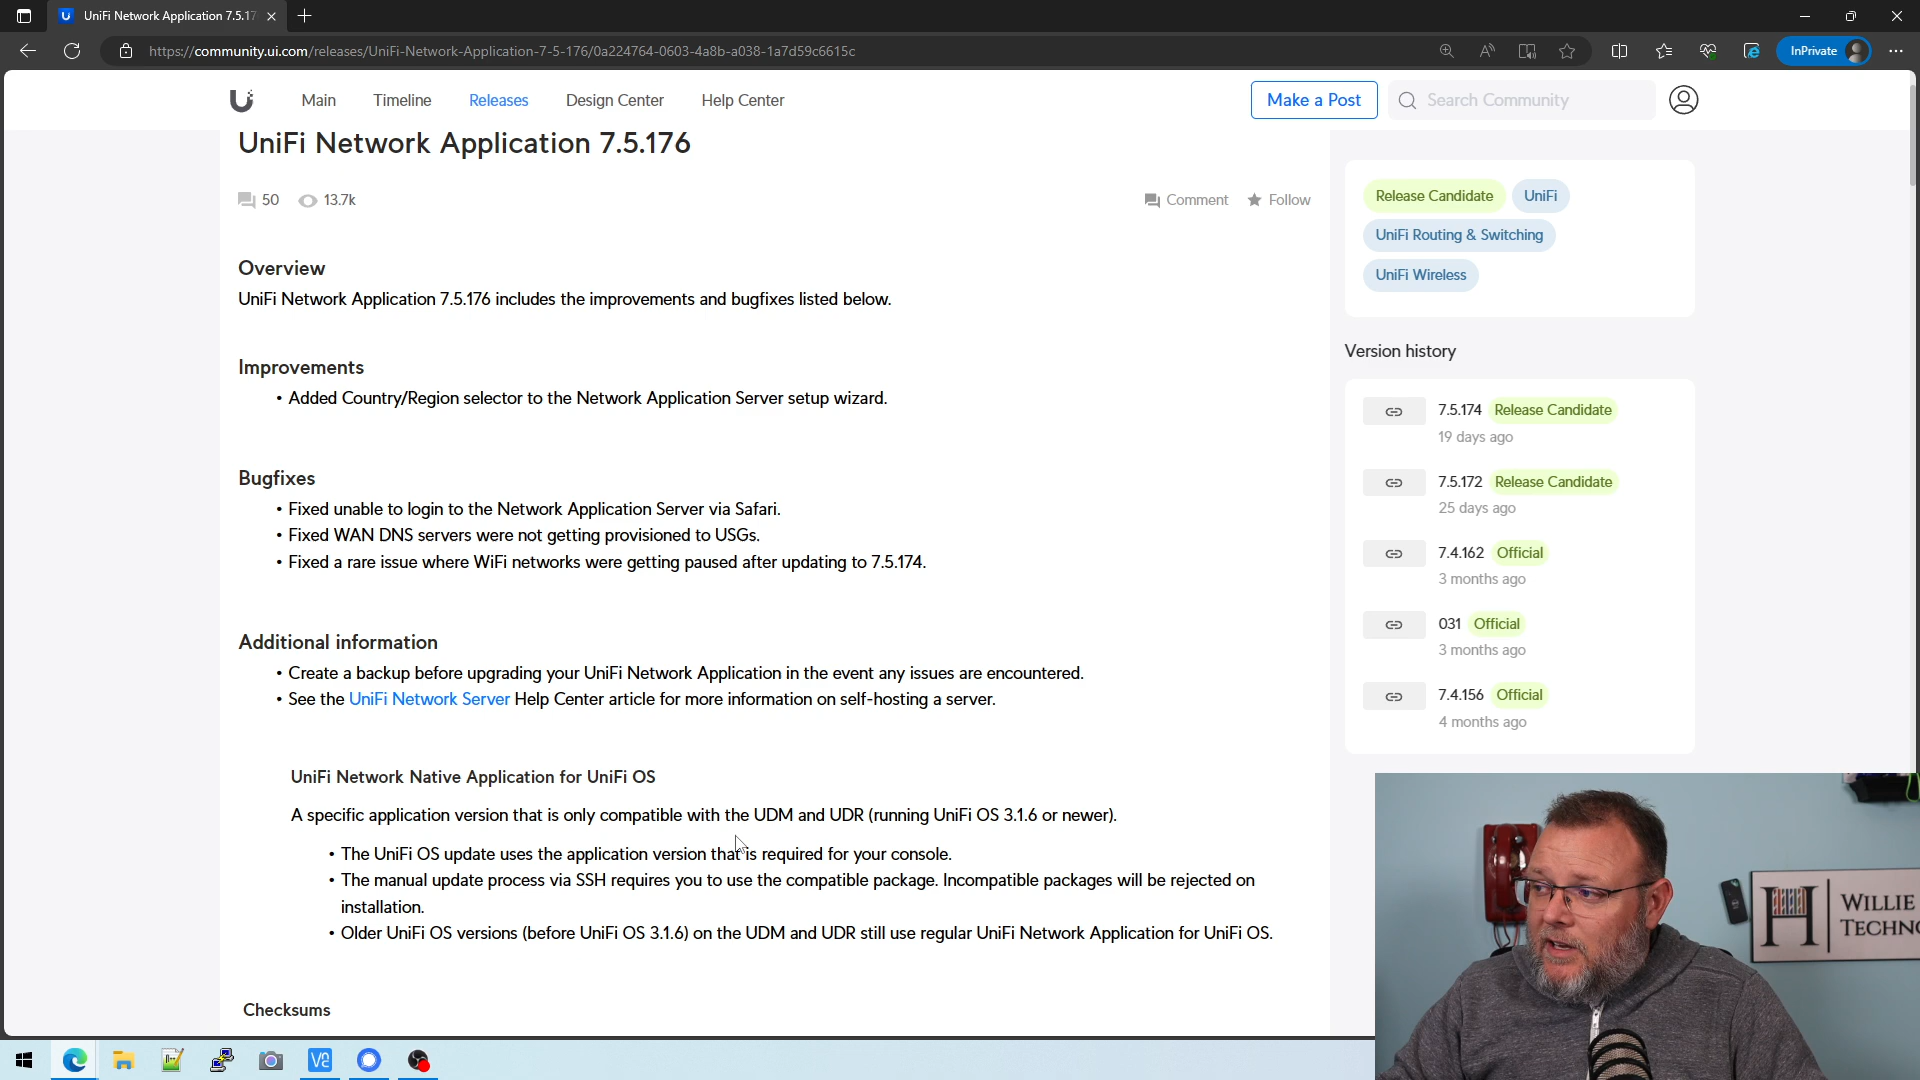 UniFi Network Application 7.5.17
https://community.ui.com/releases/UniFi-Network-Application-7-5-176/0a224764-0603-4a8b-a038-1a7d59c6615c
InPrivate
Main Timeline Releases Design Center Help Center
Make a Post
Search Community
UniFi Network Application 7.5.176
50 13.7k
Comment Follow
Overview
UniFi Network Application 7.5.176 includes the improvements and bugfixes listed below.
Improvements
• Added Country/Region selector to the Network Application Server setup wizard.
Bugfixes
• Fixed unable to login to the Network Application Server via Safari.
• Fixed WAN DNS servers were not getting provisioned to USGs.
• Fixed a rare issue where WiFi networks were getting paused after updating to 7.5.174.
Additional information
• Create a backup before upgrading your UniFi Network Application in the event any issues are encountered.
• See the UniFi Network Server Help Center article for more information on self-hosting a server.
UniFi Network Native Application for UniFi OS
A specific application version that is only compatible with the UDM and UDR (running UniFi OS 3.1.6 or newer).
• The UniFi OS update uses the application version that is required for your console.
• The manual update process via SSH requires you to use the compatible package. Incompatible packages will be rejected on
installation.
• Older UniFi OS versions (before UniFi OS 3.1.6) on the UDM and UDR still use regular UniFi Network Application for UniFi OS.
Checksums
Release Candidate UniFi
UniFi Routing & Switching
UniFi Wireless
Version history
7.5.174 Release Candidate
19 days ago
7.5.172 Release Candidate
25 days ago
7.4.162 Official
3 months ago
031 Official
3 months ago
7.4.156 Official
4 months ago
WILLIE
TECHNO